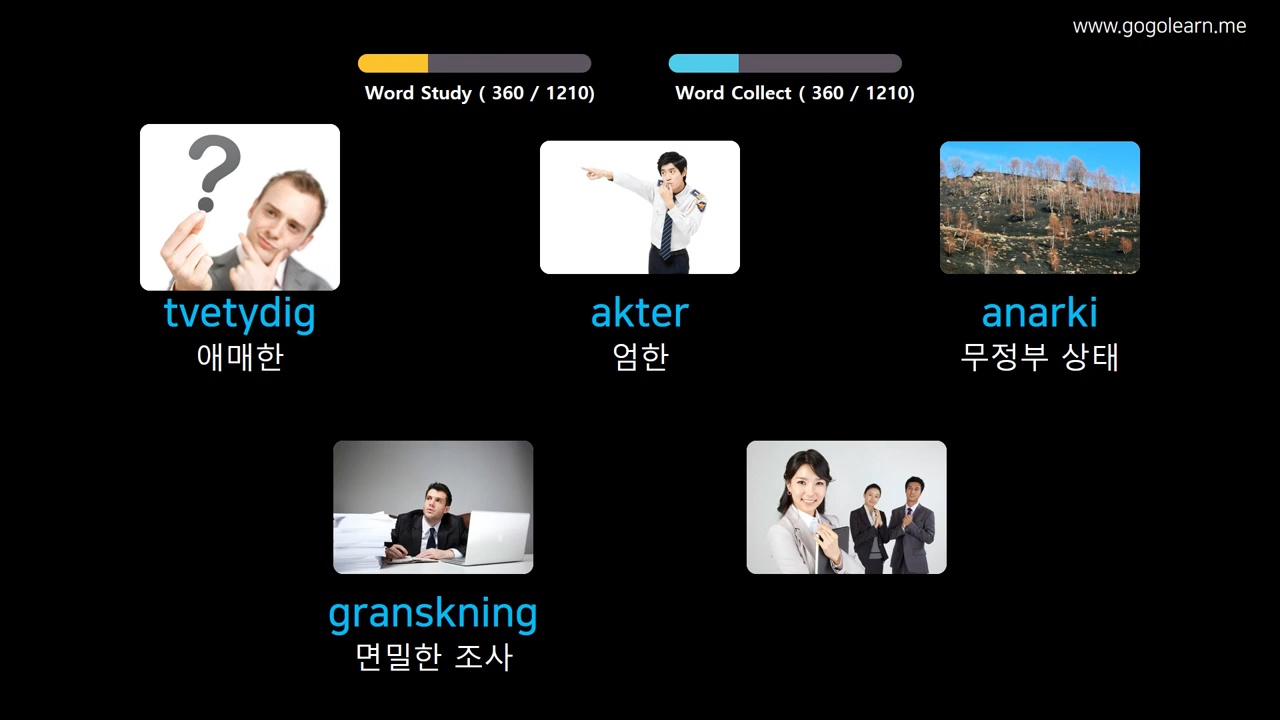 www.gogolearn.me
Word Study ( 360 / 1210)
Word Collect ( 360 / 1210)
tvetydig
애매한
akter
엄한
anarki
무정부 상태
granskning
면밀한 조사